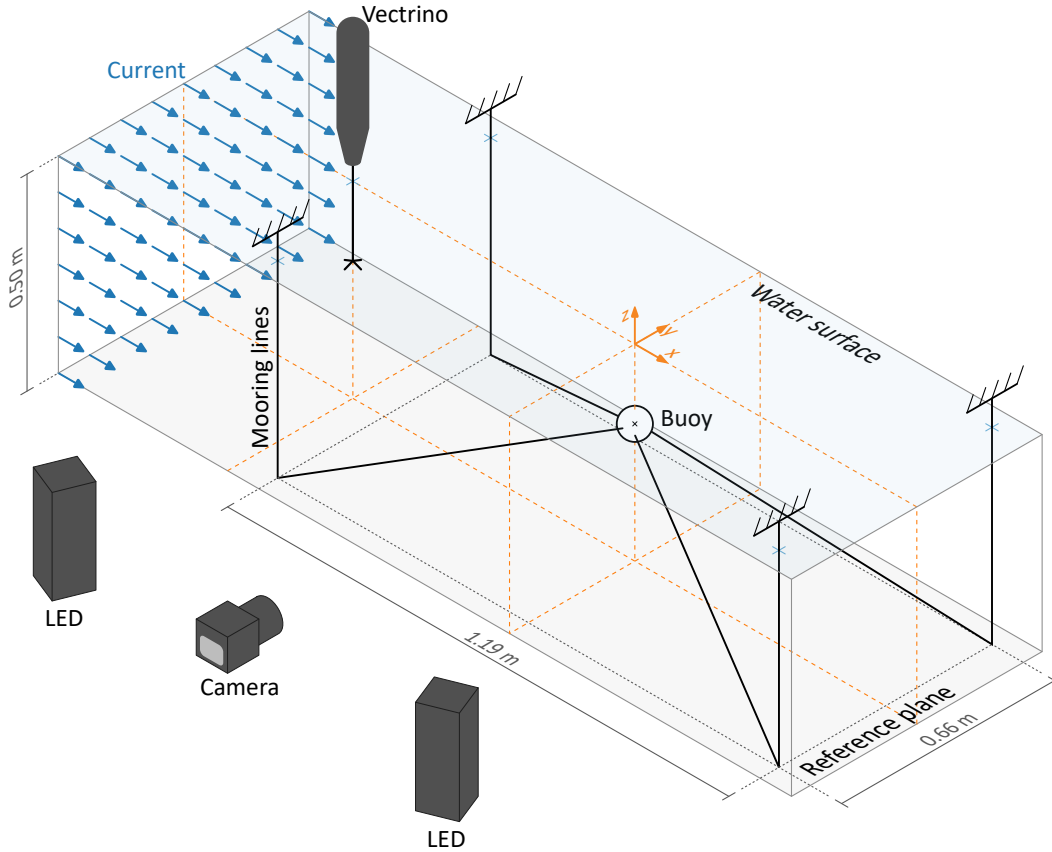 Vectrino
Current
0.50 m
Mooring lines
z
y
x
Water surface
Buoy
LED
Camera
1.19 m
LED
Reference plane
0.66 m